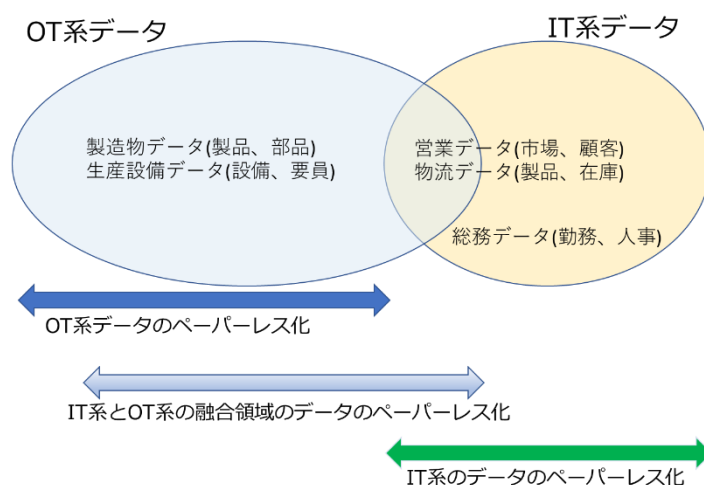 OT系データ
IT系データ
製造物データ(製品、部品)
生産設備データ(設備、要員)
営業データ(市場、顧客)
物流データ(製品、在庫)
総務データ(勤務、人事)
OT系データのペーパーレス化
IT系とOT系の融合領域のデータのペーパーレス化
IT系のデータのペーパーレス化